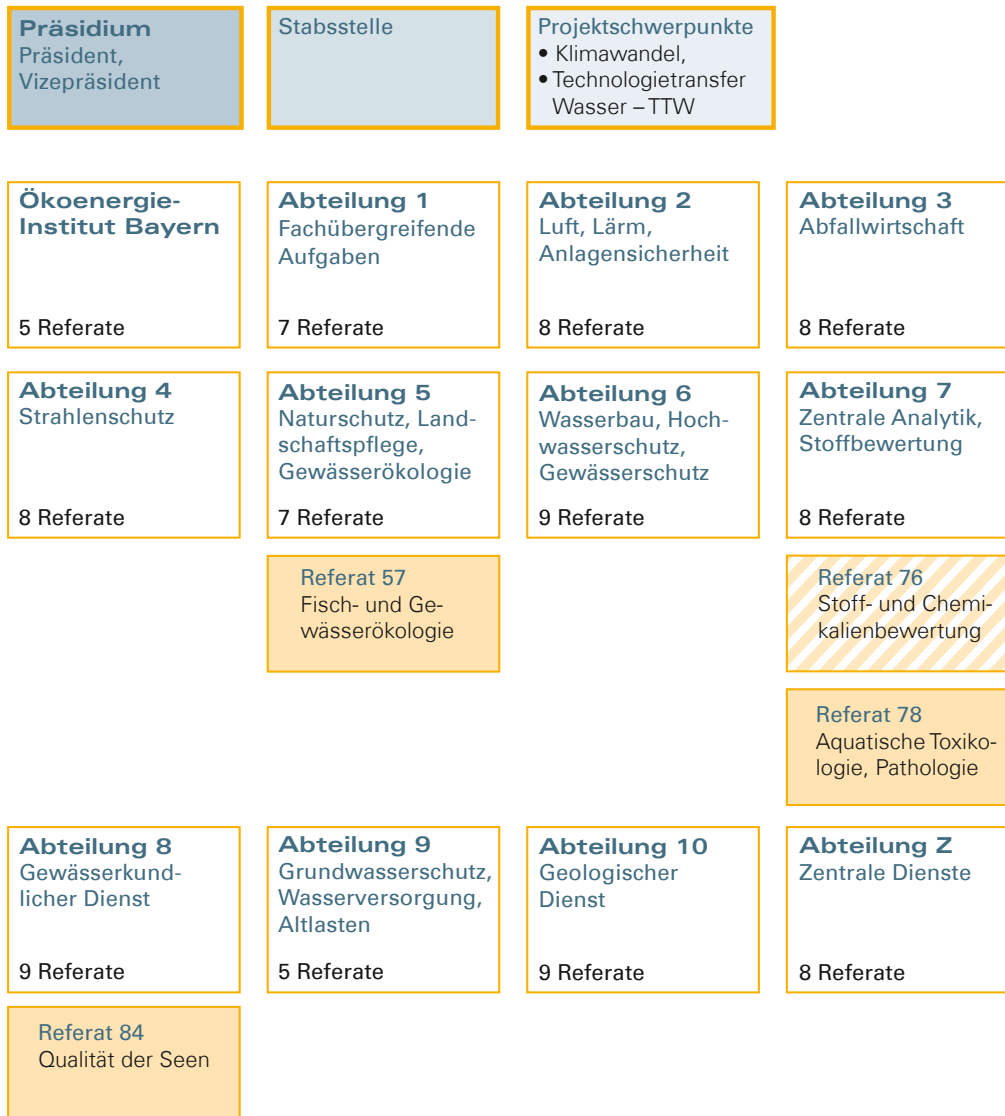 Präsidium
Präsident,
Vizepräsident
Stabsstelle
Projektschwerpunkte
• Klimawandel,
• Technologietransfer
Wasser – TTW
Ökoenergie-
Institut Bayern
5 Referate
Abteilung 1
Fachübergreifende
Aufgaben
7 Referate
Abteilung 2
Luft, Lärm,
Anlagensicherheit
8 Referate
Abteilung 3
Abfallwirtschaft
8 Referate
Abteilung 4
Strahlenschutz
8 Referate
Abteilung 5
Naturschutz, Land-
schaftspflege,
Gewässerökologie
7 Referate
Abteilung 6
Wasserbau, Hoch-
wasserschutz,
Gewässerschutz
9 Referate
Abteilung 7
Zentrale Analytik,
Stoffbewertung
8 Referate
Referat 57
Fisch- und Ge-
wässerökologie
Referat 76
Stoff- und Chemi-
kalienbewertung
Referat 78
Aquatische Toxiko-
logie, Pathologie
Abteilung 8
Gewässerkund-
licher Dienst
9 Referate
Abteilung 9
Grundwasserschutz,
Wasserversorgung,
Altlasten
5 Referate
Abteilung 10
Geologischer
Dienst
9 Referate
Abteilung Z
Zentrale Dienste
8 Referate
Referat 84
Qualität der Seen